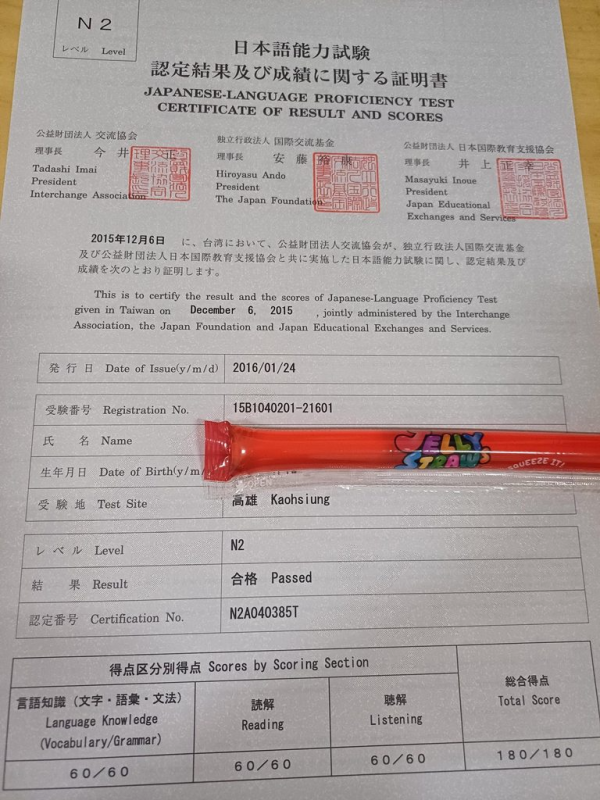 N2
レベル Level
日本語能力試験
認定結果及び成績に関する証明書
JAPANESE-LANGUAGE PROFICIENCY TEST
CERTIFICATE OF RESULT AND SCORES
公益財団法人 交流協会
理事長 今井 正
Tadashi Imai
President
Interchange Association
独立行政法人 国際交流基金
理事長 安藤 裕康
Hiroyasu Ando
President
The Japan Foundation
公益財団法人 日本国際教育支援協会
理事長 井上 正幸
Masayuki Inoue
President
Japan Educational
Exchanges and Services
2015年12月6日 に、台湾において、公益財団法人交流協会が、独立行政法人国際交流基金
及び公益財団法人日本国際教育支援協会と共に実施した日本語能力試験に関し、認定結果及び
成績を次のとおり証明します。
This is to certify the result and the scores of Japanese-Language Proficiency Test
given in Taiwan on December 6, 2015 , jointly administered by the Interchange
Association, the Japan Foundation and Japan Educational Exchanges and Services.
発行日 Date of Issue(y/m/d) 2016/01/24
受験番号 Registration No. 15B1040201-21601
氏名 Name
JELLY
STRAWS
SQUEEZE IT!
OPEN
生年月日 Date of Birth(y/m/
受験地 Test Site 高雄 Kaohsiung
レベル Level N2
結果 Result 合格 Passed
認定番号 Certification No. N2A040385T
得点区分別得点 Scores by Scoring Section
総合得点
Total Score
言語知識（文字・語彙・文法）
Language Knowledge
(Vocabulary/Grammar)
読解
Reading
聴解
Listening
60／60 60／60 60／60 180／180